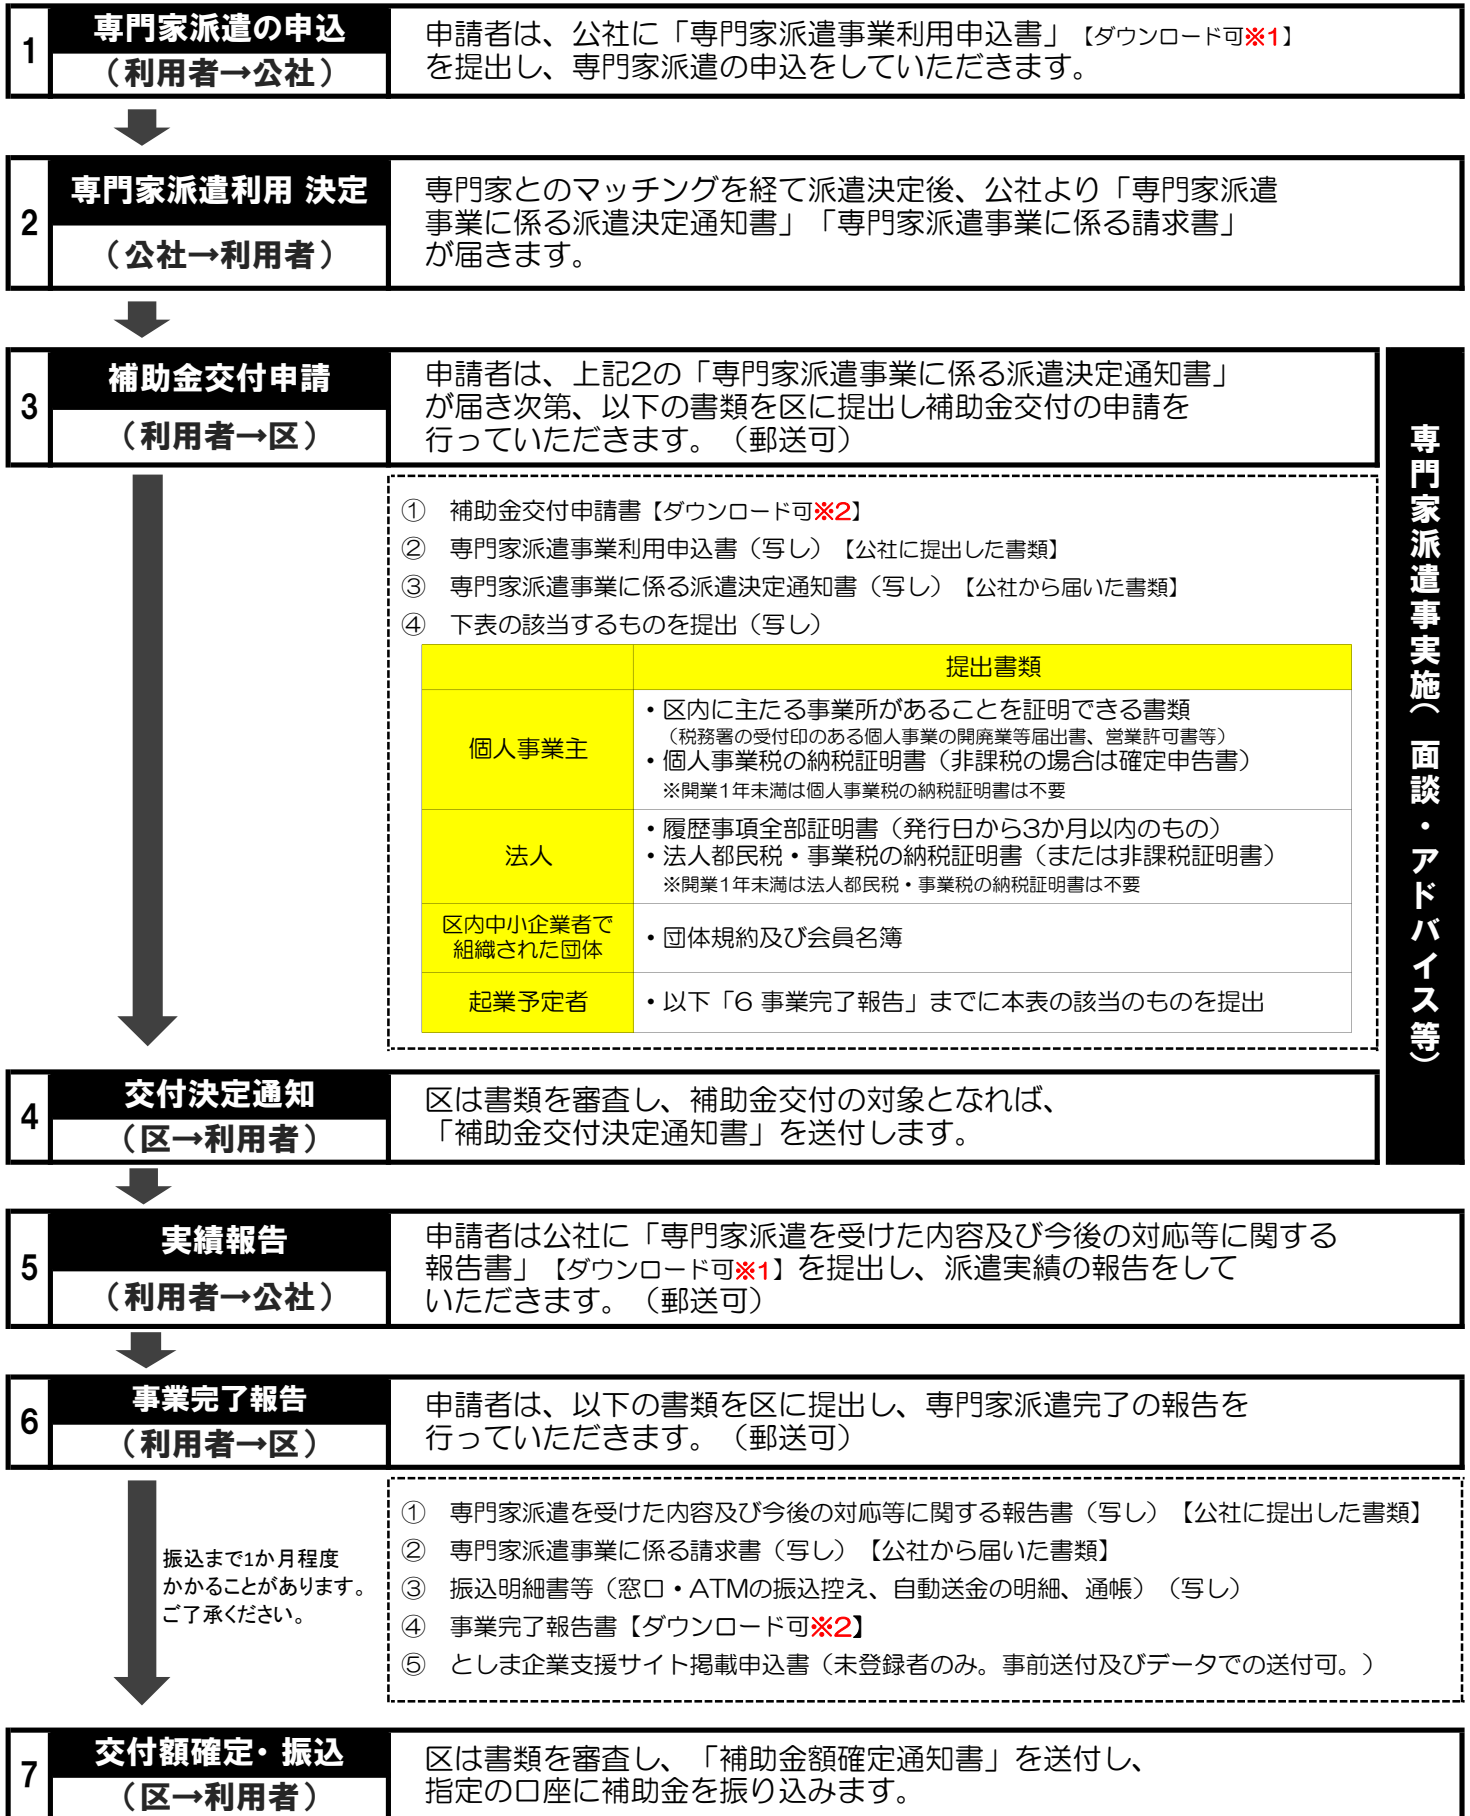 1
専門家派遣の申込
（利用者→公社）
申請者は、公社に「専門家派遣事業利用申込書」【ダウンロード可※1】
を提出し、専門家派遣の申込をしていただきます。
2
専門家派遣利用 決定
（公社→利用者）
専門家とのマッチングを経て派遣決定後、公社より「専門家派遣
事業に係る派遣決定通知書」「専門家派遣事業に係る請求書」
が届きます。
3
補助金交付申請
（利用者→区）
申請者は、上記2の「専門家派遣事業に係る派遣決定通知書」
が届き次第、以下の書類を区に提出し補助金交付の申請を
行っていただきます。（郵送可）
① 補助金交付申請書【ダウンロード可※2】
② 専門家派遣事業利用申込書（写し）【公社に提出した書類】
③ 専門家派遣事業に係る派遣決定通知書（写し）【公社から届いた書類】
④ 下表の該当するものを提出（写し）
提出書類
個人事業主
・区内に主たる事業所があることを証明できる書類
（税務署の受付印のある個人事業の開廃業等届出書、営業許可書等）
・個人事業税の納税証明書（非課税の場合は確定申告書）
※開業1年未満は個人事業税の納税証明書は不要
法人
・履歴事項全部証明書（発行日から3か月以内のもの）
・法人都民税・事業税の納税証明書（または非課税証明書）
※開業1年未満は法人都民税・事業税の納税証明書は不要
区内中小企業者で
組織された団体
・団体規約及び会員名簿
起業予定者
・以下「6 事業完了報告」までに本表の該当のものを提出
専門家派遣事実施（面談・アドバイス等）
4
交付決定通知
（区→利用者）
区は書類を審査し、補助金交付の対象となれば、
「補助金交付決定通知書」を送付します。
5
実績報告
（利用者→公社）
申請者は公社に「専門家派遣を受けた内容及び今後の対応等に関する
報告書」【ダウンロード可※1】を提出し、派遣実績の報告をして
いただきます。（郵送可）
6
事業完了報告
（利用者→区）
申請者は、以下の書類を区に提出し、専門家派遣完了の報告を
行っていただきます。（郵送可）
振込まで1か月程度
かかることがあります。
ご了承ください。
① 専門家派遣を受けた内容及び今後の対応等に関する報告書（写し）【公社に提出した書類】
② 専門家派遣事業に係る請求書（写し）【公社から届いた書類】
③ 振込明細書等（窓口・ATMの振込控え、自動送金の明細、通帳）（写し）
④ 事業完了報告書【ダウンロード可※2】
⑤ としま企業支援サイト掲載申込書（未登録者のみ。事前送付及びデータでの送付可。）
7
交付額確定・振込
（区→利用者）
区は書類を審査し、「補助金額確定通知書」を送付し、
指定の口座に補助金を振り込みます。